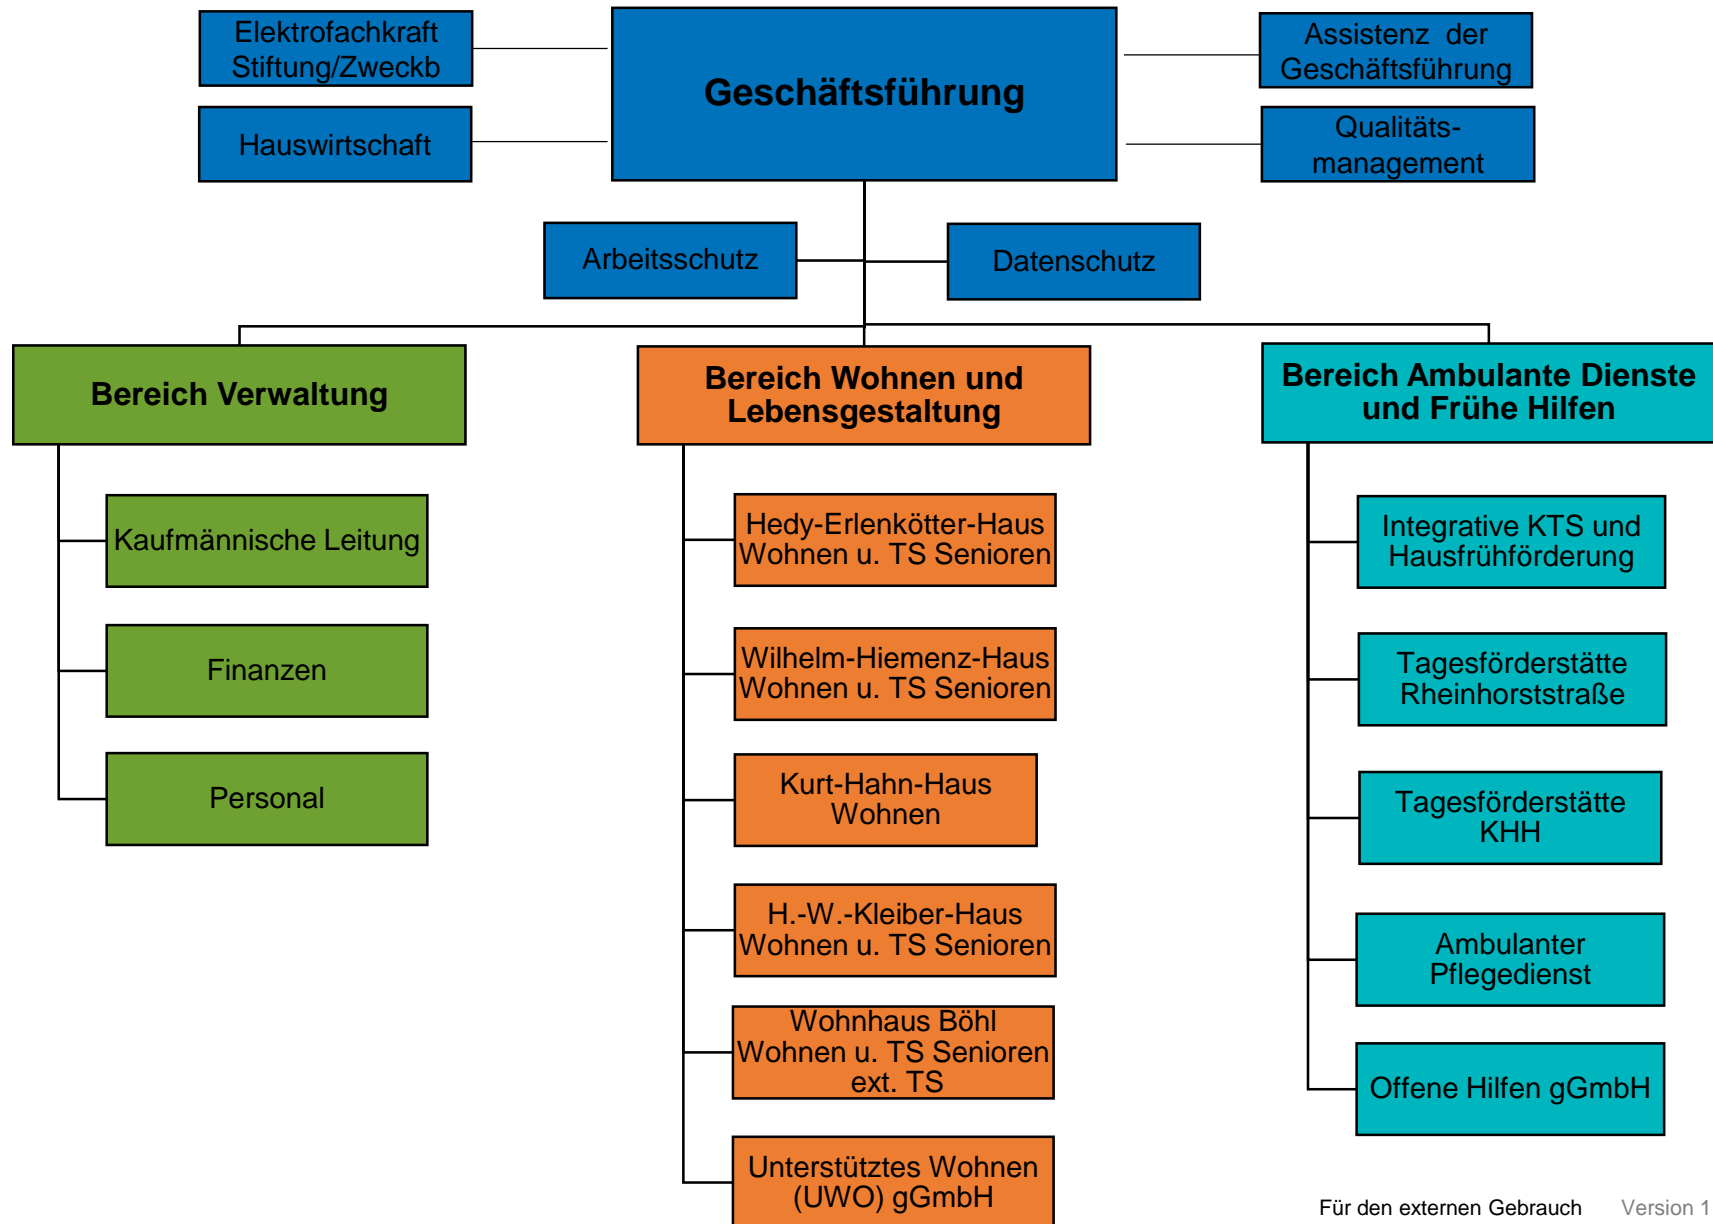 Elektrofachkraft
Stiftung/Zweckb
Hauswirtschaft
Geschäftsführung
Assistenz der
Geschäftsführung
Qualitäts-
management
Arbeitsschutz
Datenschutz
Bereich Verwaltung
Kaufmännische Leitung
Finanzen
Personal
Bereich Wohnen und
Lebensgestaltung
Hedy-Erlenkötter-Haus
Wohnen u. TS Senioren
Wilhelm-Hiemenz-Haus
Wohnen u. TS Senioren
Kurt-Hahn-Haus
Wohnen
H.-W.-Kleiber-Haus
Wohnen u. TS Senioren
Wohnhaus Böhl
Wohnen u. TS Senioren
ext. TS
Unterstütztes Wohnen
(UWO) gGmbH
Bereich Ambulante Dienste
und Frühe Hilfen
Integrative KTS und
Hausfrühförderung
Tagesförderstätte
Rheinhorststraße
Tagesförderstätte
KHH
Ambulanter
Pflegedienst
Offene Hilfen gGmbH
Für den externen Gebrauch Version 1